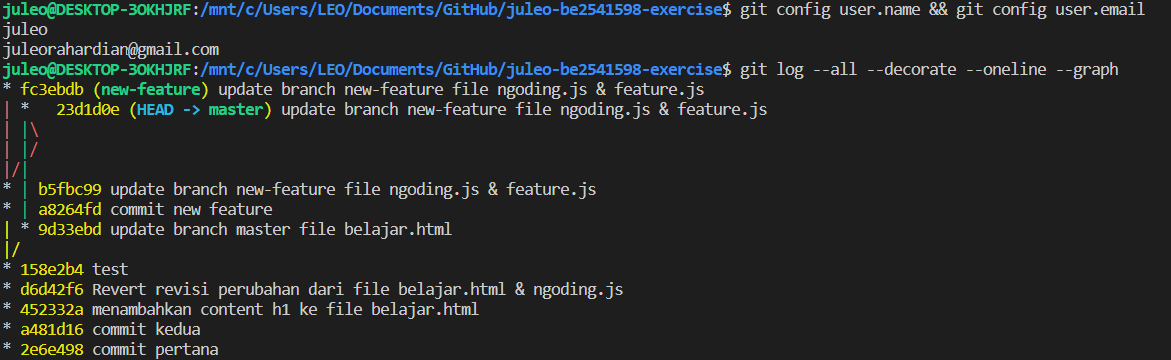 juleo@DESKTOP-3OKHJRF:/mnt/c/Users/LEO/Documents/GitHub/juleo-be2541598-exercise$ git config user.name && git config user.email
juleo
juleorahardian@gmail.com
juleo@DESKTOP-3OKHJRF:/mnt/c/Users/LEO/Documents/GitHub/juleo-be2541598-exercise$ git log --all --decorate --oneline --graph
* fc3ebdb (new-feature) update branch new-feature file ngoding.js & feature.js
| *   23d1d0e (HEAD -> master) update branch new-feature file ngoding.js & feature.js
| |\
| |/
|/|
* | b5fbc99 update branch new-feature file ngoding.js & feature.js
* | a8264fd commit new feature
| * 9d33ebd update branch master file belajar.html
|/
* 158e2b4 test
* d6d42f6 Revert revisi perubahan dari file belajar.html & ngoding.js
* 452332a menambahkan content h1 ke file belajar.html
* a481d16 commit kedua
* 2e6e498 commit pertana